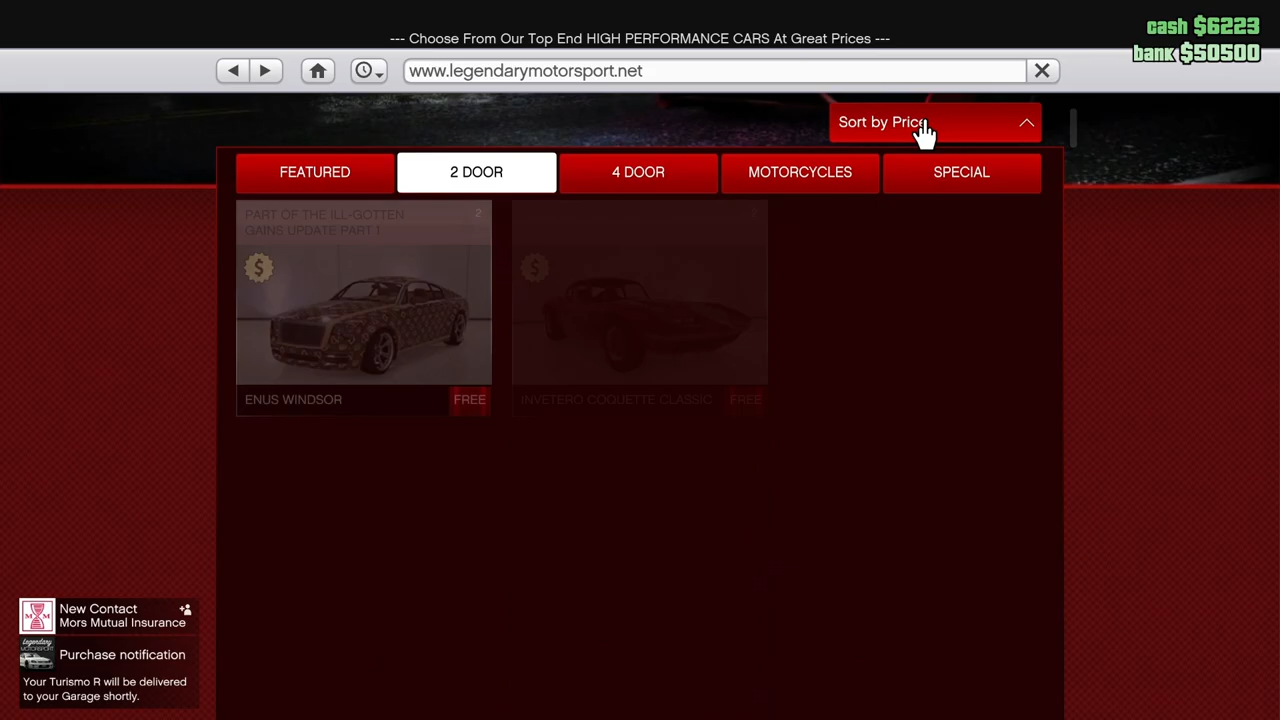 cash $6223
--- Choose From Our Top End HIGH PERFORMANCE CARS At Great Prices ---
bank $50500
www.legendarymotorsport.net
Sort by Price
FEATURED
2 DOOR
4 DOOR
MOTORCYCLES
SPECIAL
PART OF THE ILL-GOTTEN
GAINS UPDATE PART 1
2
$
$
ENUS WINDSOR
FREE
INVETERO COQUETTE CLASSIC
FREE
New Contact
Mors Mutual Insurance
Legendary
MOTORSPORT
Purchase notification
Your Turismo R will be delivered
to your Garage shortly.